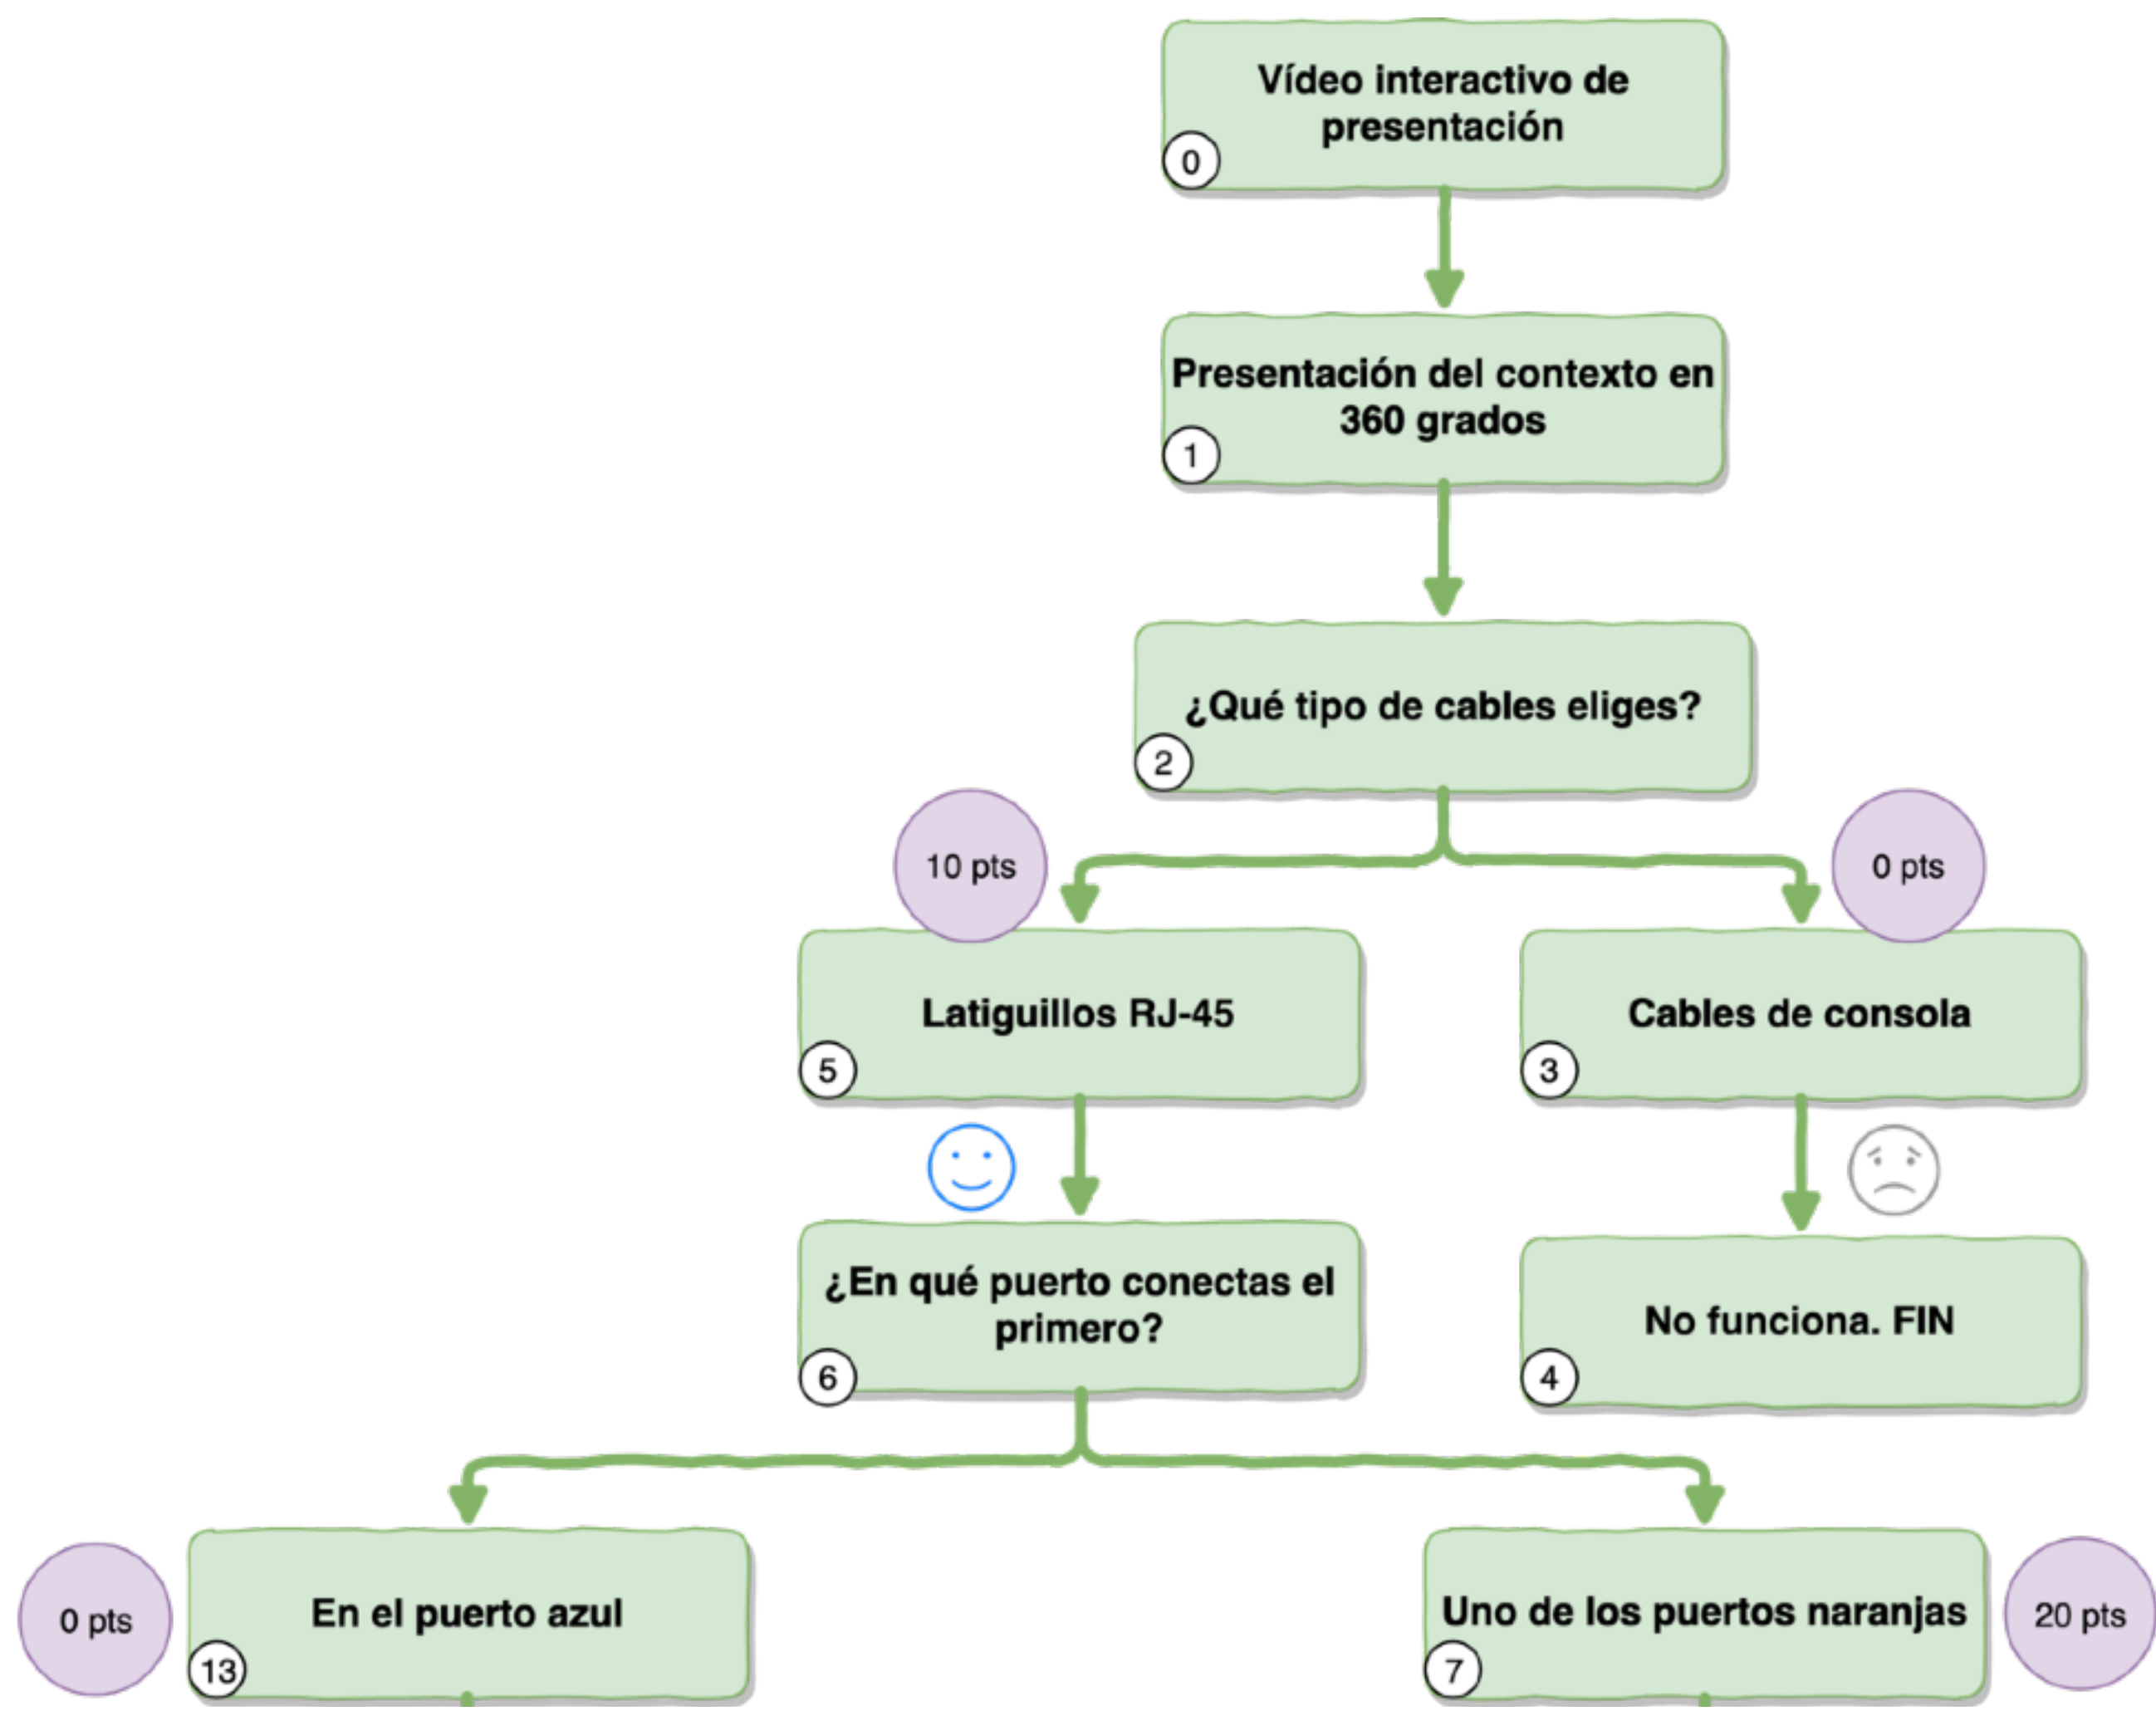 Vídeo interactivo de
presentación
0
Presentación del contexto en
360 grados
1
¿Qué tipo de cables eliges?
2
10 pts
0 pts
Latiguillos RJ-45
5
Cables de consola
3
¿En qué puerto conectas el
primero?
6
No funciona. FIN
4
0 pts
En el puerto azul
13
Uno de los puertos naranjas
7
20 pts